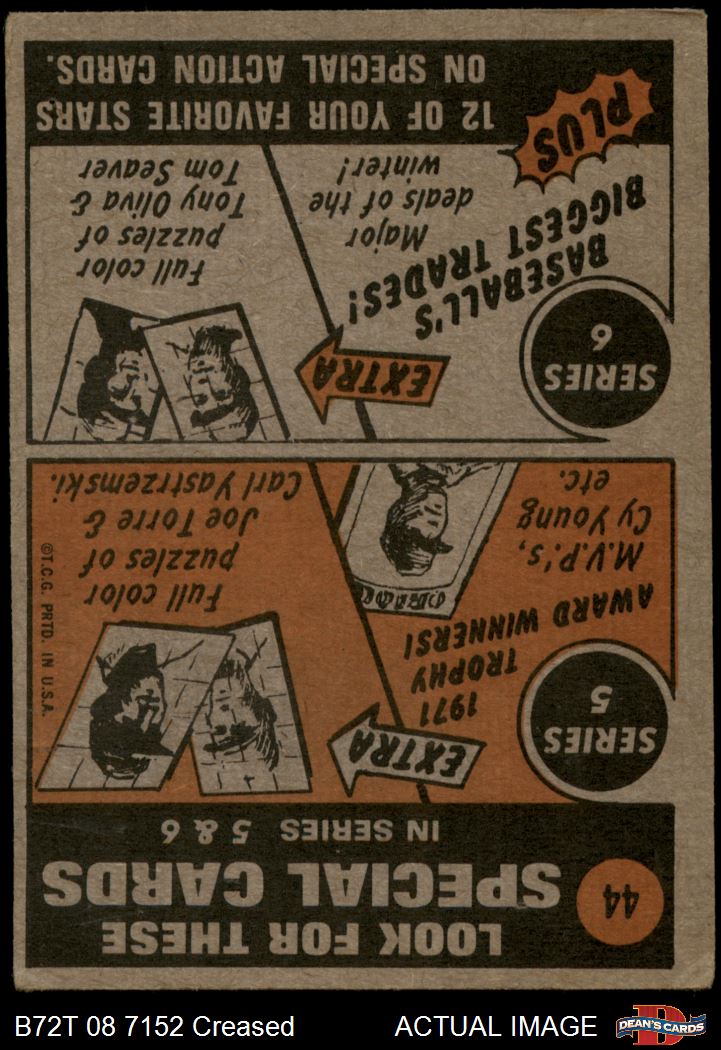 44
LOOK FOR THESE
SPECIAL CARDS
IN SERIES 5 & 6
SERIES
5
1971
TROPHY
AWARD WINNERS!
M.V.P.'s,
Cy Young
etc.
EXTRA
Full color
puzzles of
Joe Torre &
Carl Yastrzemski.
©T.C.G. PRTD. IN U.S.A.
SERIES
6
BASEBALL'S
BIGGEST TRADES!
Major
deals of the
winter!
EXTRA
Full color
puzzles of
Tony Oliva &
Tom Seaver
PLUS
12 OF YOUR FAVORITE STARS
ON SPECIAL ACTION CARDS.
B72T 08 7152 Creased
ACTUAL IMAGE
DEAN'S CARDS